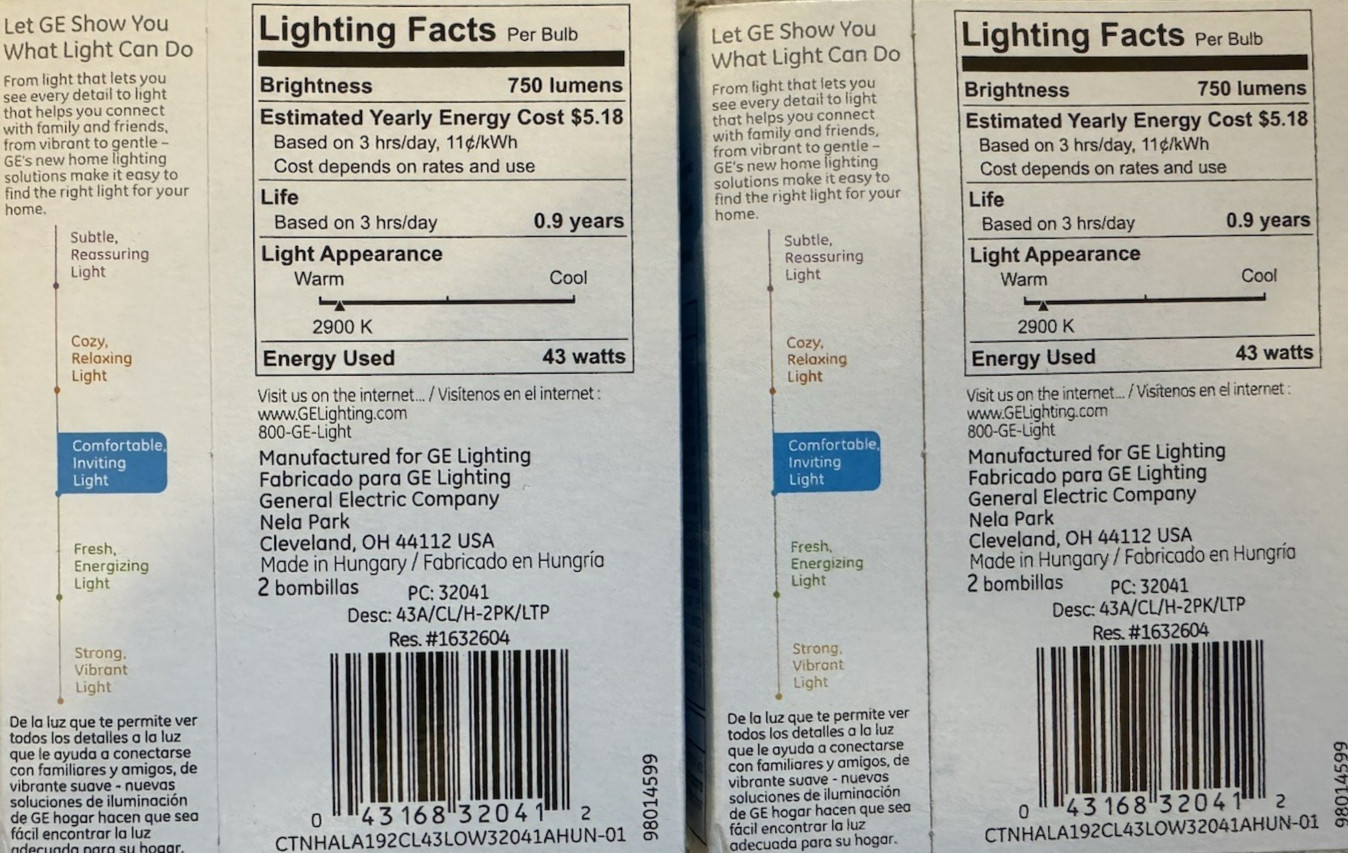 Let GE Show You
What Light Can Do
From light that lets you
see every detail to light
that helps you connect
with family and friends,
from vibrant to gentle –
GE's new home lighting
solutions make it easy to
find the right light for your
home.
Subtle,
Reassuring
Light
Cozy,
Relaxing
Light
Comfortable,
Inviting
Light
Fresh,
Energizing
Light
Strong,
Vibrant
Light
De la luz que te permite ver
todos los detalles a la luz
que le ayuda a conectarse
con familiares y amigos, de
vibrante suave - nuevas
soluciones de iluminación
de GE hogar hacen que sea
fácil encontrar la luz
adecuada para su hogar.
Lighting Facts Per Bulb
Brightness 750 lumens
Estimated Yearly Energy Cost $5.18
Based on 3 hrs/day, 11¢/kWh
Cost depends on rates and use
Life
Based on 3 hrs/day 0.9 years
Light Appearance
Warm Cool
2900 K
Energy Used 43 watts
Visit us on the internet... / Visítenos en el internet :
www.GELighting.com
800-GE-Light
Manufactured for GE Lighting
Fabricado para GE Lighting
General Electric Company
Nela Park
Cleveland, OH 44112 USA
Made in Hungary / Fabricado en Hungría
2 bombillas PC: 32041
Desc: 43A/CL/H-2PK/LTP
Res. #1632604
0 43168 32041 2
CTNHALA192CL43LOW32041AHUN-01
98014599
Let GE Show You
What Light Can Do
From light that lets you
see every detail to light
that helps you connect
with family and friends,
from vibrant to gentle –
GE's new home lighting
solutions make it easy to
find the right light for your
home.
Subtle,
Reassuring
Light
Cozy,
Relaxing
Light
Comfortable,
Inviting
Light
Fresh,
Energizing
Light
Strong,
Vibrant
Light
De la luz que te permite ver
todos los detalles a la luz
que le ayuda a conectarse
con familiares y amigos, de
vibrante suave - nuevas
soluciones de iluminación
de GE hogar hacen que sea
fácil encontrar la luz
adecuada para su hogar.
Lighting Facts Per Bulb
Brightness 750 lumens
Estimated Yearly Energy Cost $5.18
Based on 3 hrs/day, 11¢/kWh
Cost depends on rates and use
Life
Based on 3 hrs/day 0.9 years
Light Appearance
Warm Cool
2900 K
Energy Used 43 watts
Visit us on the internet... / Visítenos en el internet :
www.GELighting.com
800-GE-Light
Manufactured for GE Lighting
Fabricado para GE Lighting
General Electric Company
Nela Park
Cleveland, OH 44112 USA
Made in Hungary / Fabricado en Hungría
2 bombillas PC: 32041
Desc: 43A/CL/H-2PK/LTP
Res. #1632604
0 43168 32041 2
CTNHALA192CL43LOW32041AHUN-01
98014599